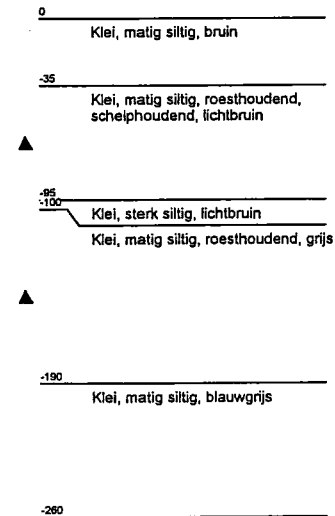 0
Klei, matig siltig, bruin
-35
Klei, matig siltig, roesthoudend,
schelphoudend, lichtbruin
-95
-100
Klei, sterk siltig, lichtbruin
Klei, matig siltig, roesthoudend, grijs
-190
Klei, matig siltig, blauwgrijs
-260